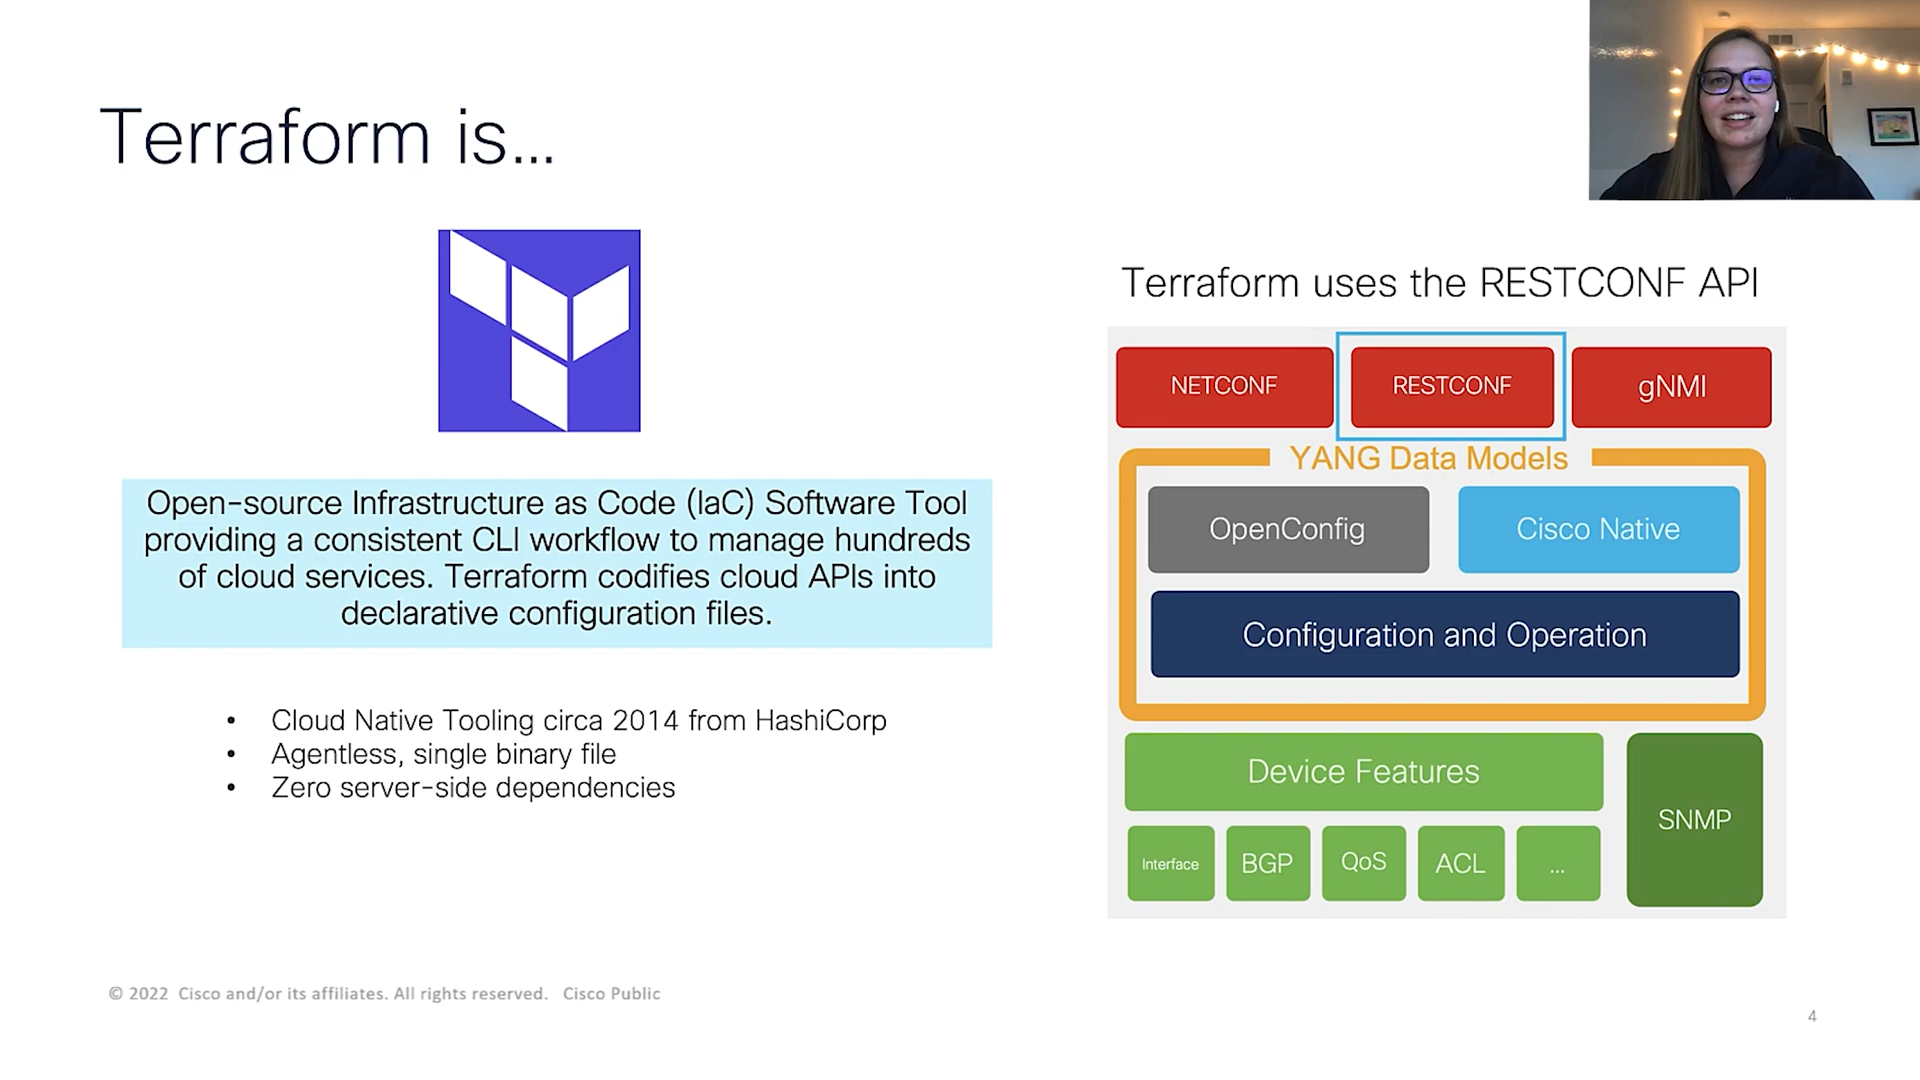 Terraform is...
Open-source Infrastructure as Code (IaC) Software Tool
providing a consistent CLI workflow to manage hundreds
of cloud services. Terraform codifies cloud APIs into
declarative configuration files.
• Cloud Native Tooling circa 2014 from HashiCorp
• Agentless, single binary file
• Zero server-side dependencies
Terraform uses the RESTCONF API
NETCONF
RESTCONF
gNMI
YANG Data Models
OpenConfig
Cisco Native
Configuration and Operation
Device Features
SNMP
Interface
BGP
QoS
ACL
...
© 2022 Cisco and/or its affiliates. All rights reserved. Cisco Public
4